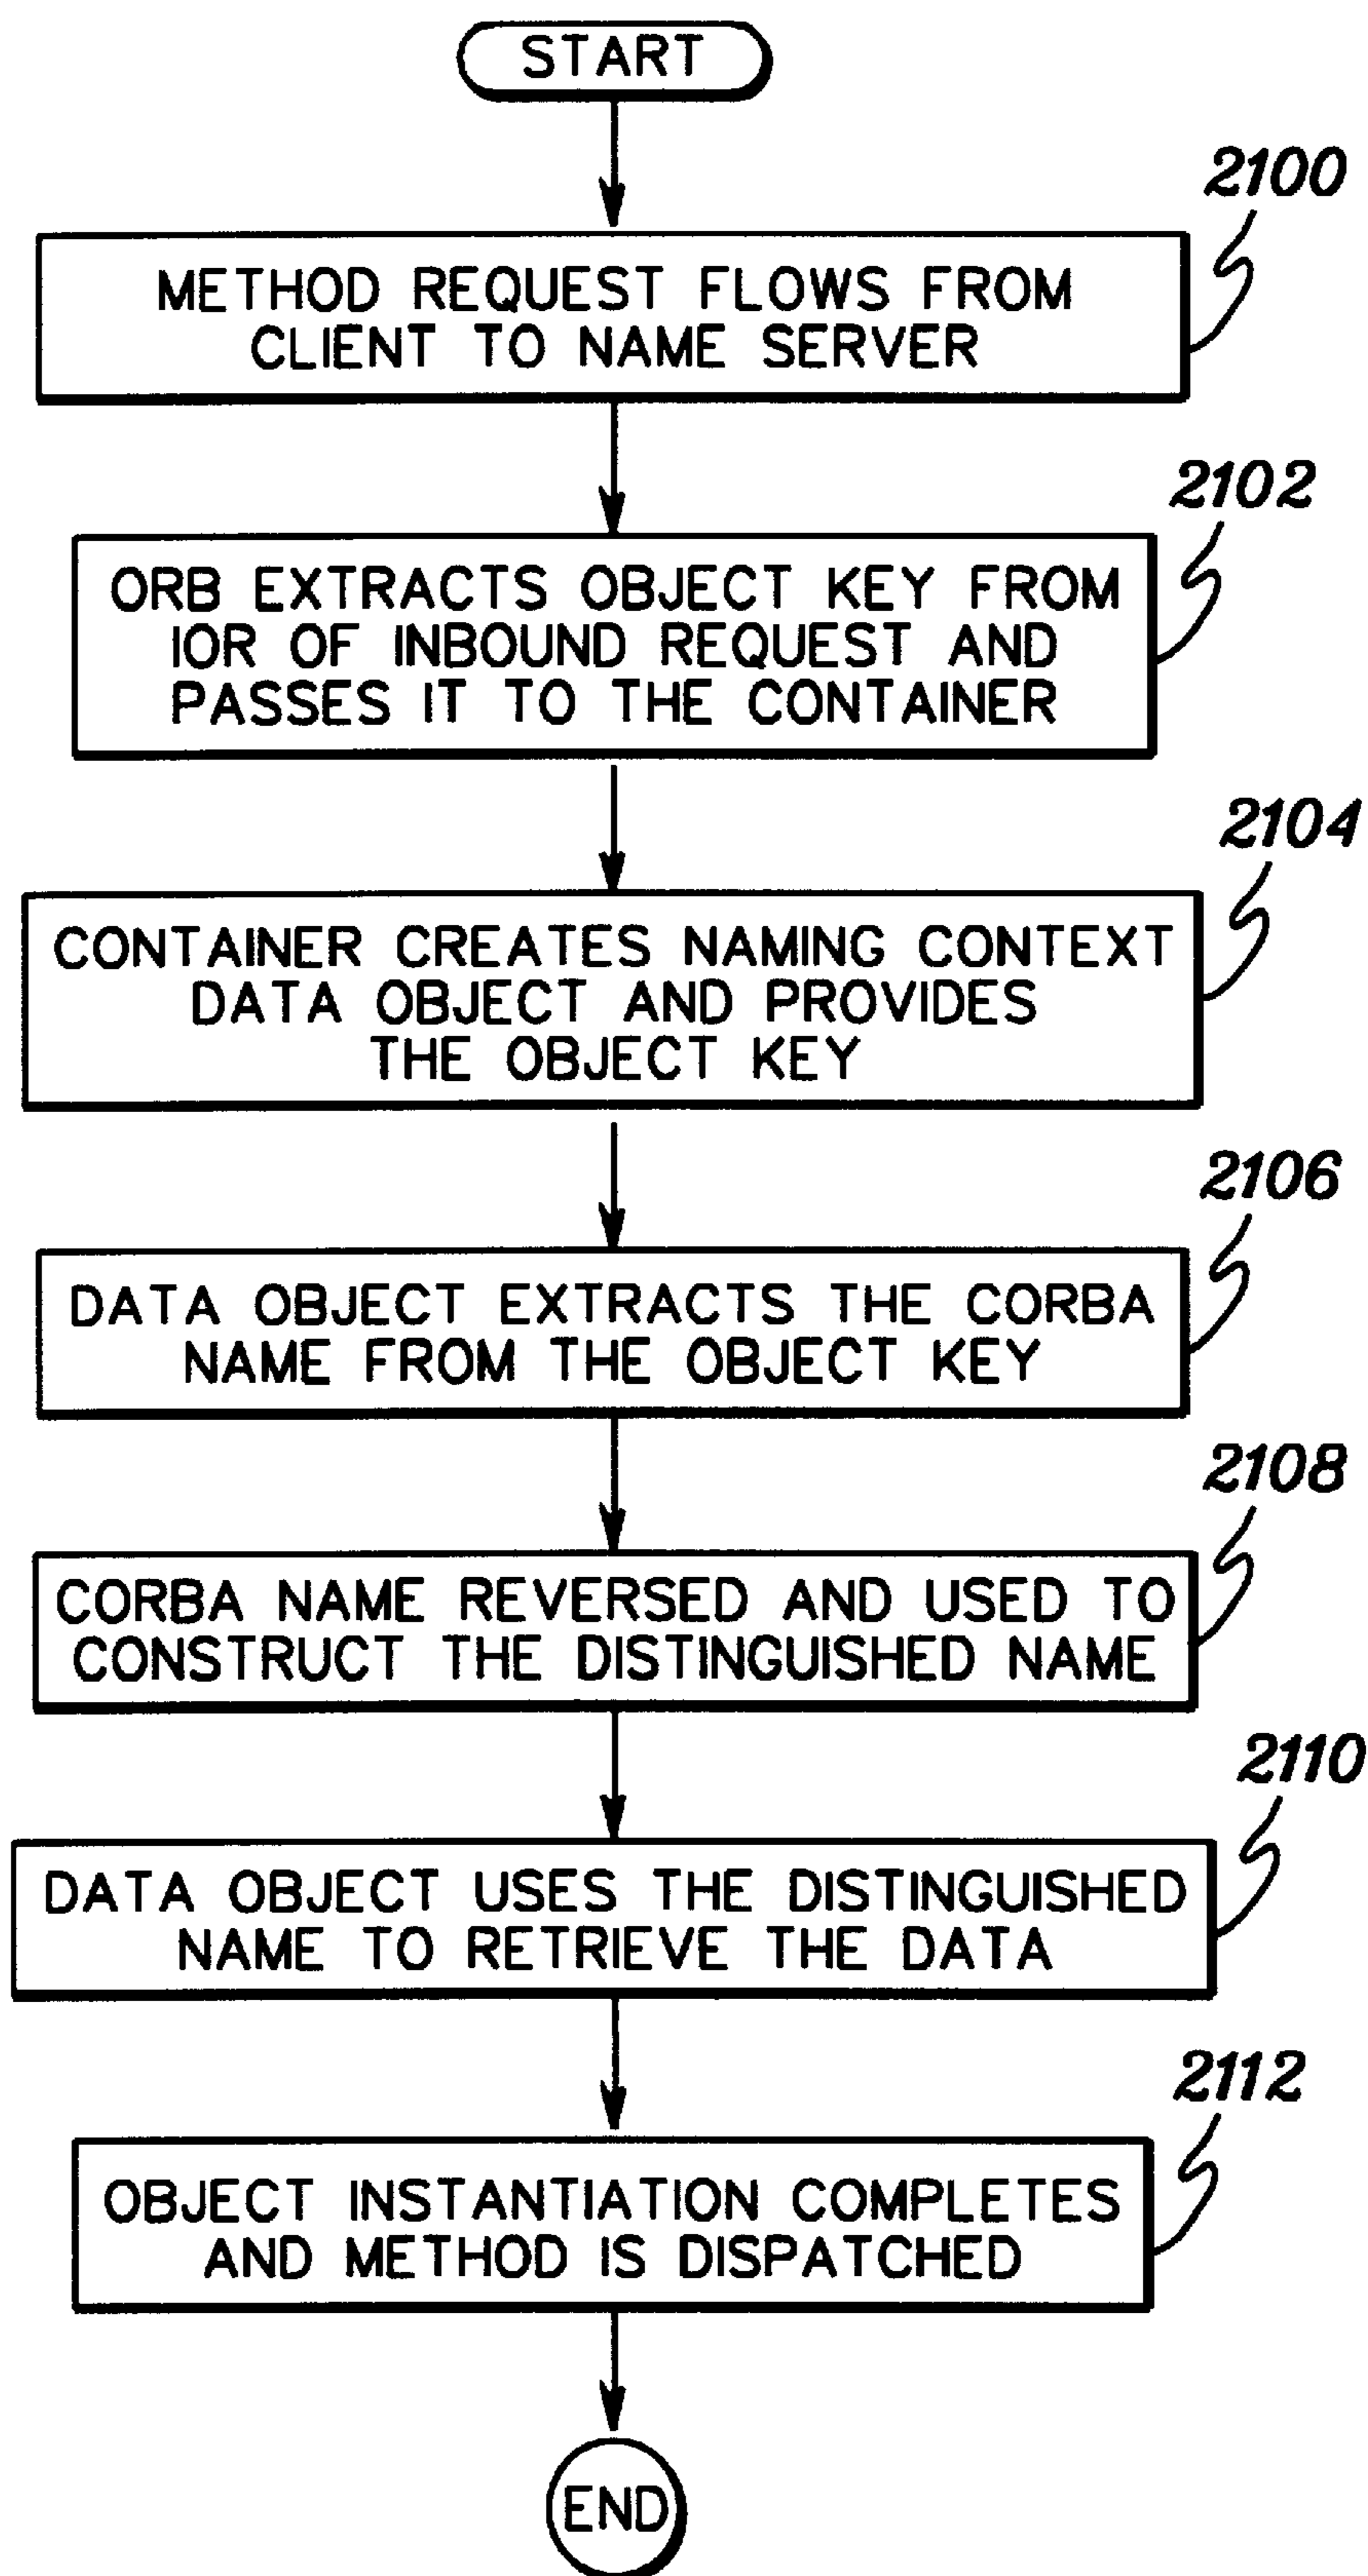 START
2100
METHOD REQUEST FLOWS FROM
CLIENT TO NAME SERVER
2102
ORB EXTRACTS OBJECT KEY FROM
IOR OF INBOUND REQUEST AND
PASSES IT TO THE CONTAINER
2104
CONTAINER CREATES NAMING CONTEXT
DATA OBJECT AND PROVIDES
THE OBJECT KEY
2106
DATA OBJECT EXTRACTS THE CORBA
NAME FROM THE OBJECT KEY
2108
CORBA NAME REVERSED AND USED TO
CONSTRUCT THE DISTINGUISHED NAME
2110
DATA OBJECT USES THE DISTINGUISHED
NAME TO RETRIEVE THE DATA
2112
OBJECT INSTANTIATION COMPLETES
AND METHOD IS DISPATCHED
END